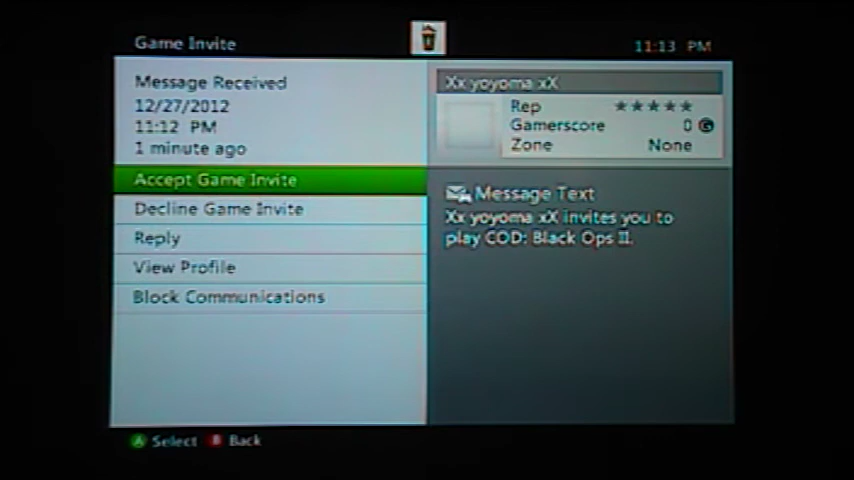 Game Invite
11:13 PM
Message Received
12/27/2012
11:12 PM
1 minute ago
Accept Game Invite
Decline Game Invite
Reply
View Profile
Block Communications
Xx yoyoma xX
Rep ★★★★★
Gamerscore 0 G
Zone None
Message Text
Xx yoyoma xX invites you to
play COD: Black Ops II.
A Select B Back